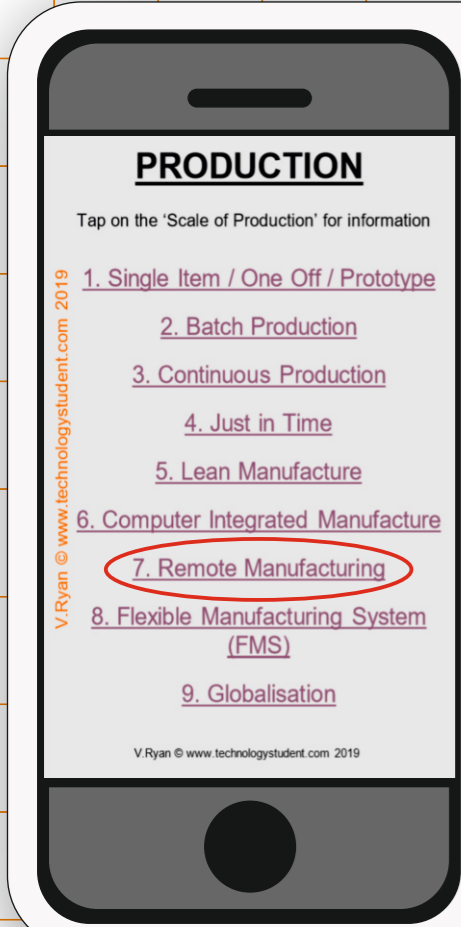 PRODUCTION
Tap on the ‘Scale of Production’ for information
V.Ryan © www.technologystudent.com 2019
1. Single Item / One Off / Prototype
2. Batch Production
3. Continuous Production
4. Just in Time
5. Lean Manufacture
6. Computer Integrated Manufacture
7. Remote Manufacturing
8. Flexible Manufacturing System
(FMS)
9. Globalisation
V.Ryan © www.technologystudent.com 2019